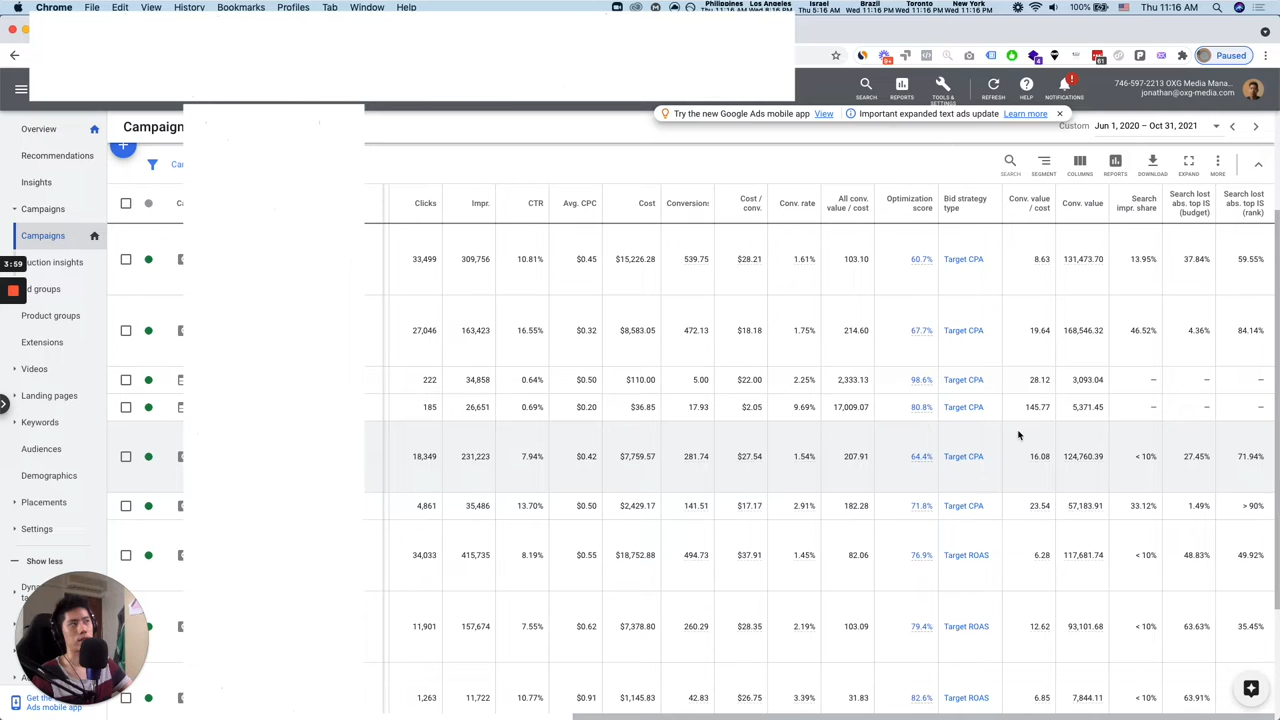 Chrome File Edit View History Bookmarks Profiles Tab Window Help
Philippines Los Angeles Israel Brazil Toronto New York
Thu 11:16 PM Wed 8:16 PM Thu 5:16 AM Thu 12:16 AM Wed 11:16 PM Wed 11:16 PM
100% Thu 11:16 AM
9+ 4 61 Paused
SEARCH REPORTS TOOLS & SETTINGS REFRESH HELP NOTIFICATIONS
746-597-2213 OXG Media Mana...
jonathan@oxg-media.com
Try the new Google Ads mobile app View Important expanded text ads update Learn more
Custom Jun 1, 2020 – Oct 31, 2021
Overview
Recommendations
Insights
Campaigns
Campaigns
uction insights
d groups
Product groups
Extensions
Videos
Landing pages
Keywords
Audiences
Demographics
Placements
Settings
Show less
3:59
Get the
Ads mobile app
Campaign
SEARCH SEGMENT COLUMNS REPORTS DOWNLOAD EXPAND MORE
Clicks Impr. CTR Avg. CPC Cost Conversions Cost / conv. Conv. rate All conv. value / cost Optimization score Bid strategy type Conv. value / cost Conv. value Search impr. share Search lost abs. top IS (budget) Search lost abs. top IS (rank)
33,499 309,756 10.81% $0.45 $15,226.28 539.75 $28.21 1.61% 103.10 60.7% Target CPA 8.63 131,473.70 13.95% 37.84% 59.55%
27,046 163,423 16.55% $0.32 $8,583.05 472.13 $18.18 1.75% 214.60 67.7% Target CPA 19.64 168,546.32 46.52% 4.36% 84.14%
222 34,858 0.64% $0.50 $110.00 5.00 $22.00 2.25% 2,333.13 98.6% Target CPA 28.12 3,093.04 — — —
185 26,651 0.69% $0.20 $36.85 17.93 $2.05 9.69% 17,009.07 80.8% Target CPA 145.77 5,371.45 — — —
18,349 231,223 7.94% $0.42 $7,759.57 281.74 $27.54 1.54% 207.91 64.4% Target CPA 16.08 124,760.39 < 10% 27.45% 71.94%
4,861 35,486 13.70% $0.50 $2,429.17 141.51 $17.17 2.91% 182.28 71.8% Target CPA 23.54 57,183.91 33.12% 1.49% > 90%
34,033 415,735 8.19% $0.55 $18,752.88 494.73 $37.91 1.45% 82.06 76.9% Target ROAS 6.28 117,681.74 < 10% 48.83% 49.92%
11,901 157,674 7.55% $0.62 $7,378.80 260.29 $28.35 2.19% 103.09 79.4% Target ROAS 12.62 93,101.68 < 10% 63.63% 35.45%
1,263 11,722 10.77% $0.91 $1,145.83 42.83 $26.75 3.39% 82.6% Target ROAS 6.85 7,844.11 < 10%